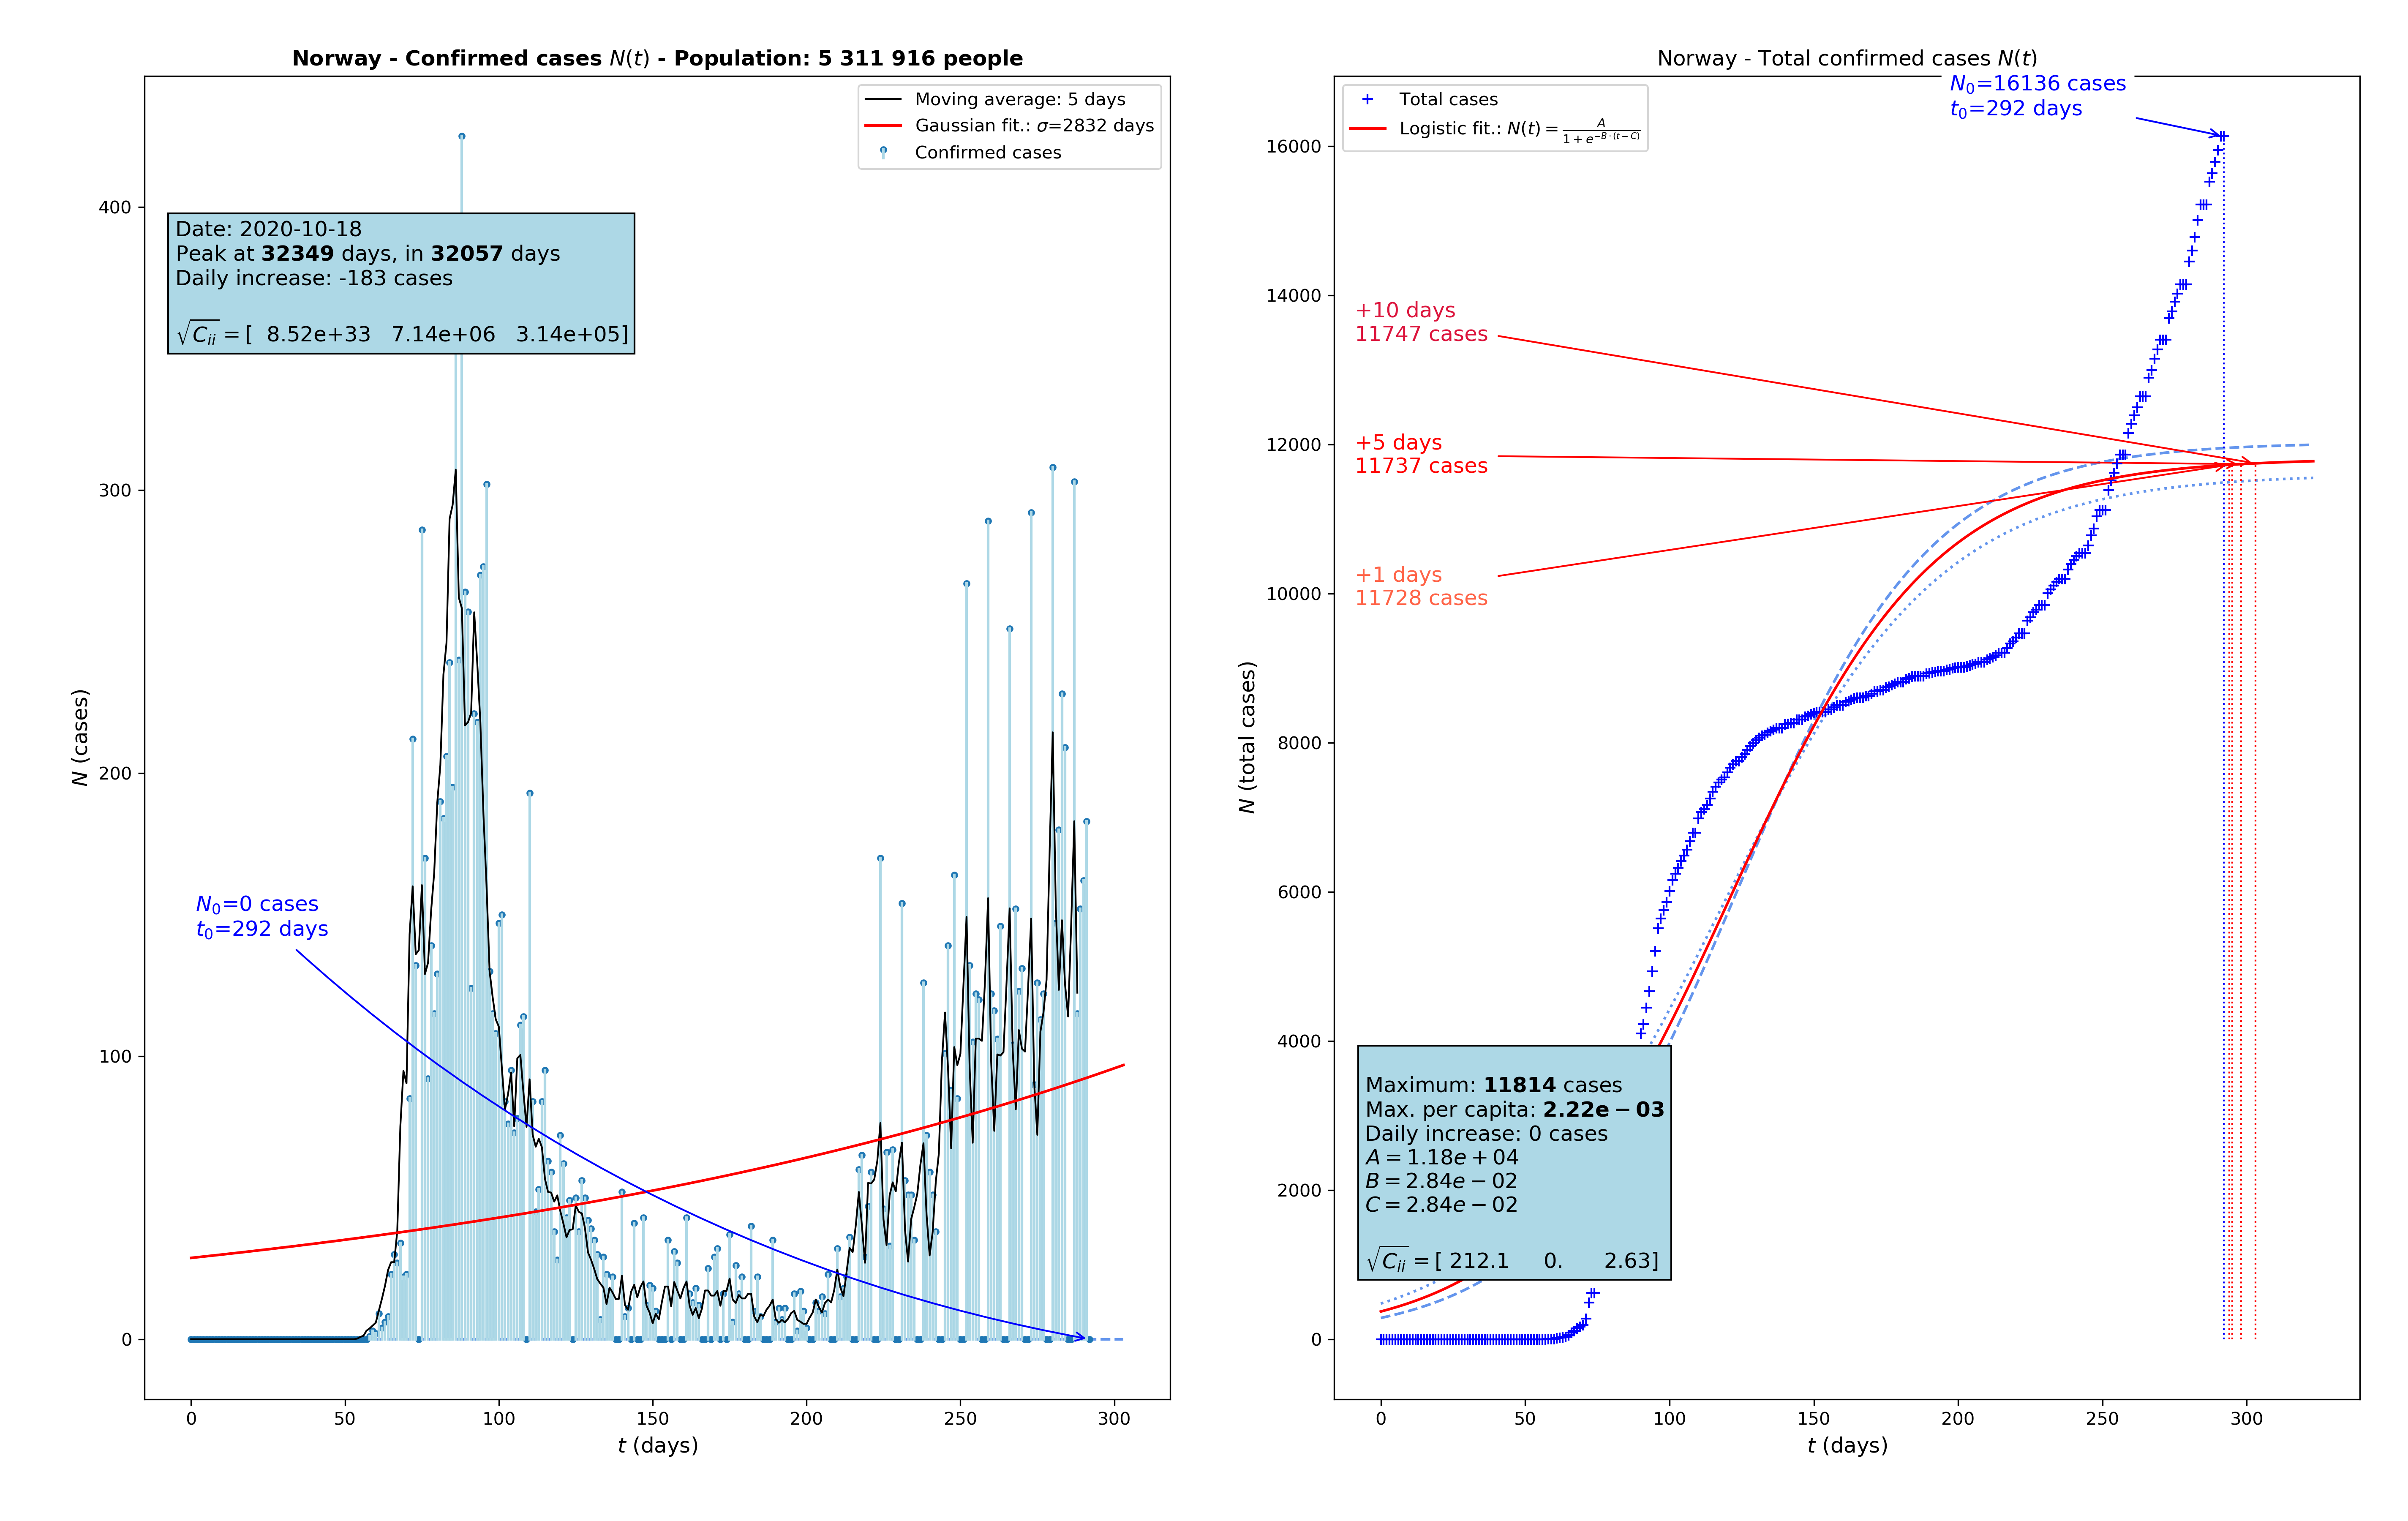 Norway - Confirmed cases N(t) - Population: 5 311 916 people
Moving average: 5 days
Gaussian fit.: σ=2832 days
Confirmed cases
Date: 2020-10-18
Peak at 32349 days, in 32057 days
Daily increase: -183 cases
√C_ii = [ 8.52e+33 7.14e+06 3.14e+05]
N_0=0 cases
t_0=292 days
N (cases)
400
300
200
100
0
0 50 100 150 200 250 300
t (days)
Norway - Total confirmed cases N(t)
N_0=16136 cases
t_0=292 days
Total cases
Logistic fit.: N(t) = A / (1 + e^{-B·(t-C)})
+10 days
11747 cases
+5 days
11737 cases
+1 days
11728 cases
Maximum: 11814 cases
Max. per capita: 2.22e − 03
Daily increase: 0 cases
A = 1.18e + 04
B = 2.84e − 02
C = 2.84e − 02
√C_ii = [ 212.1 0. 2.63]
N (total cases)
16000
14000
12000
10000
8000
6000
4000
2000
0
0 50 100 150 200 250 300
t (days)